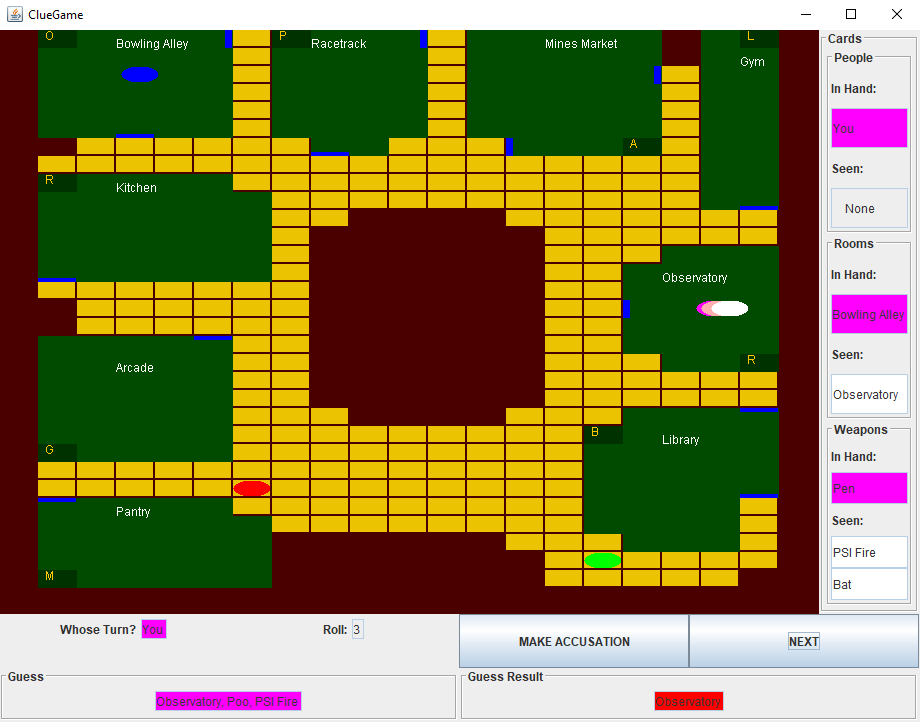 ClueGame
O
Bowling Alley
P
Racetrack
Mines Market
L
Gym
A
R
Kitchen
Observatory
R
Arcade
G
B
Library
Pantry
M
Cards
People
In Hand:
You
Seen:
None
Rooms
In Hand:
Bowling Alley
Seen:
Observatory
Weapons
In Hand:
Pen
Seen:
PSI Fire
Bat
Whose Turn? You
Roll: 3
MAKE ACCUSATION
NEXT
Guess
Observatory, Poo, PSI Fire
Guess Result
Observatory